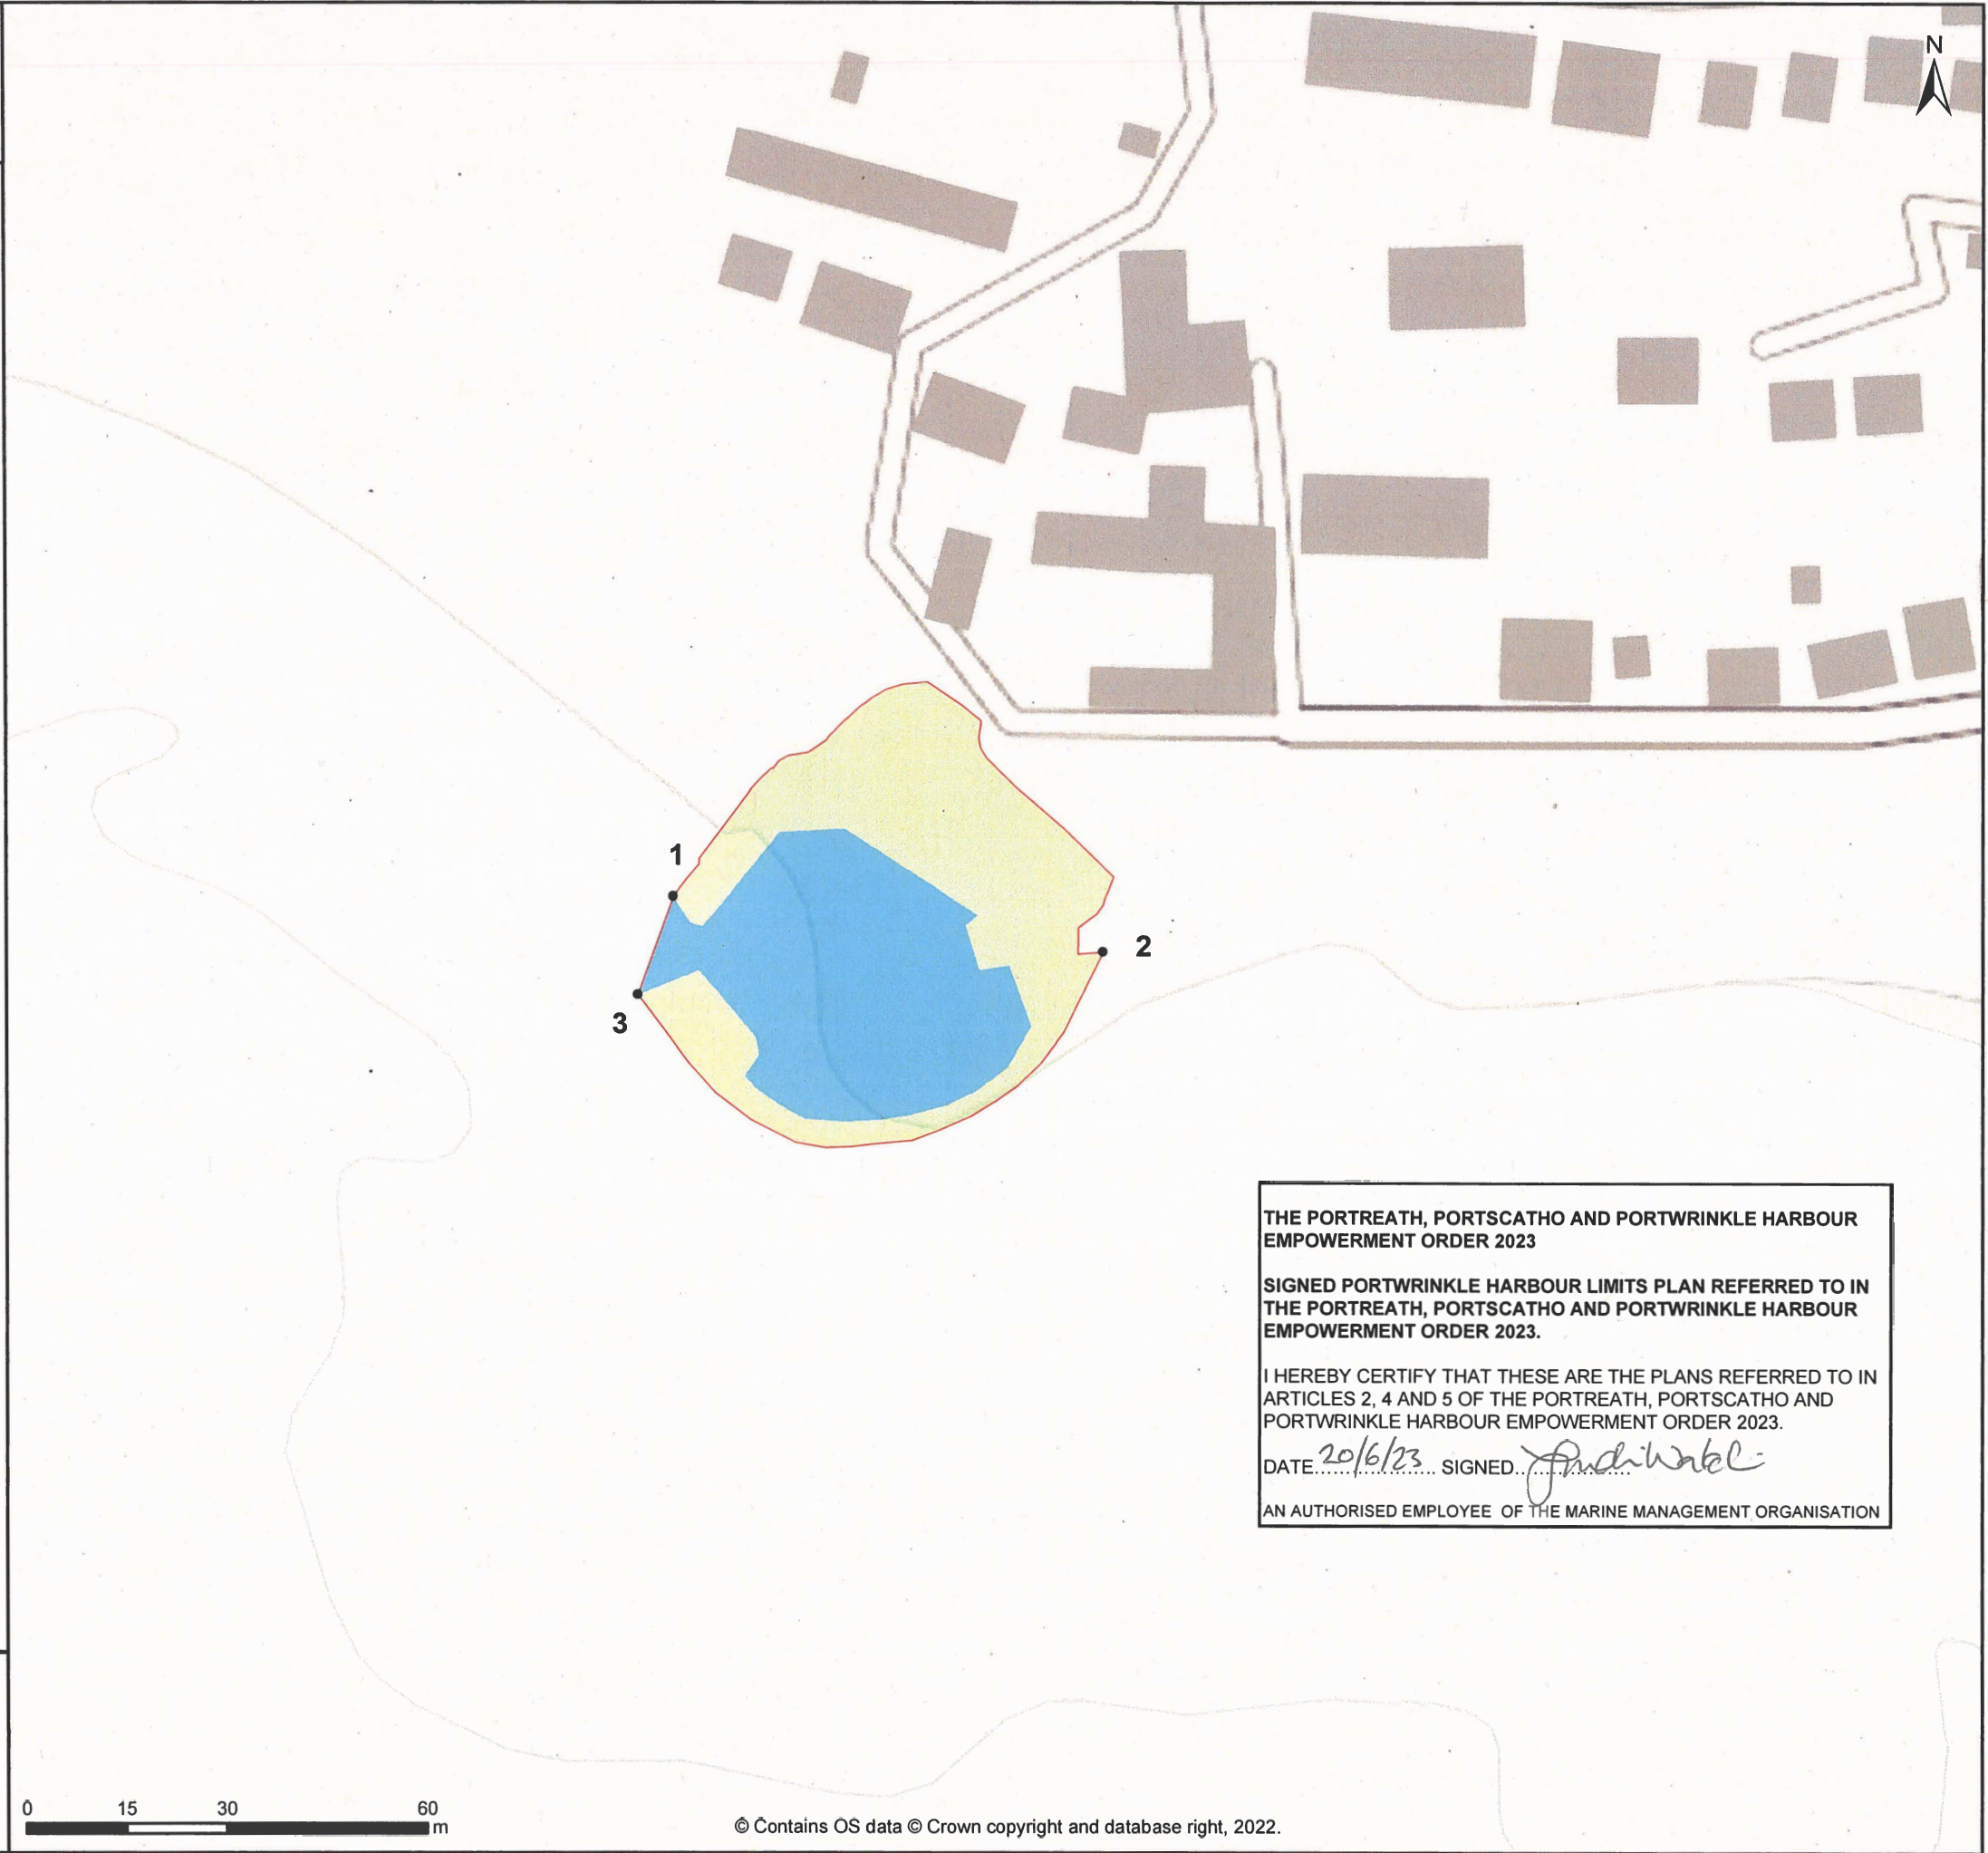 N
1
2
3
THE PORTREATH, PORTSCATHO AND PORTWRINKLE HARBOUR
EMPOWERMENT ORDER 2023
SIGNED PORTWRINKLE HARBOUR LIMITS PLAN REFERRED TO IN
THE PORTREATH, PORTSCATHO AND PORTWRINKLE HARBOUR
EMPOWERMENT ORDER 2023.
I HEREBY CERTIFY THAT THESE ARE THE PLANS REFERRED TO IN
ARTICLES 2, 4 AND 5 OF THE PORTREATH, PORTSCATHO AND
PORTWRINKLE HARBOUR EMPOWERMENT ORDER 2023.
DATE 20/6/23 SIGNED
AN AUTHORISED EMPLOYEE OF THE MARINE MANAGEMENT ORGANISATION
0 15 30 60
m
© Contains OS data © Crown copyright and database right, 2022.